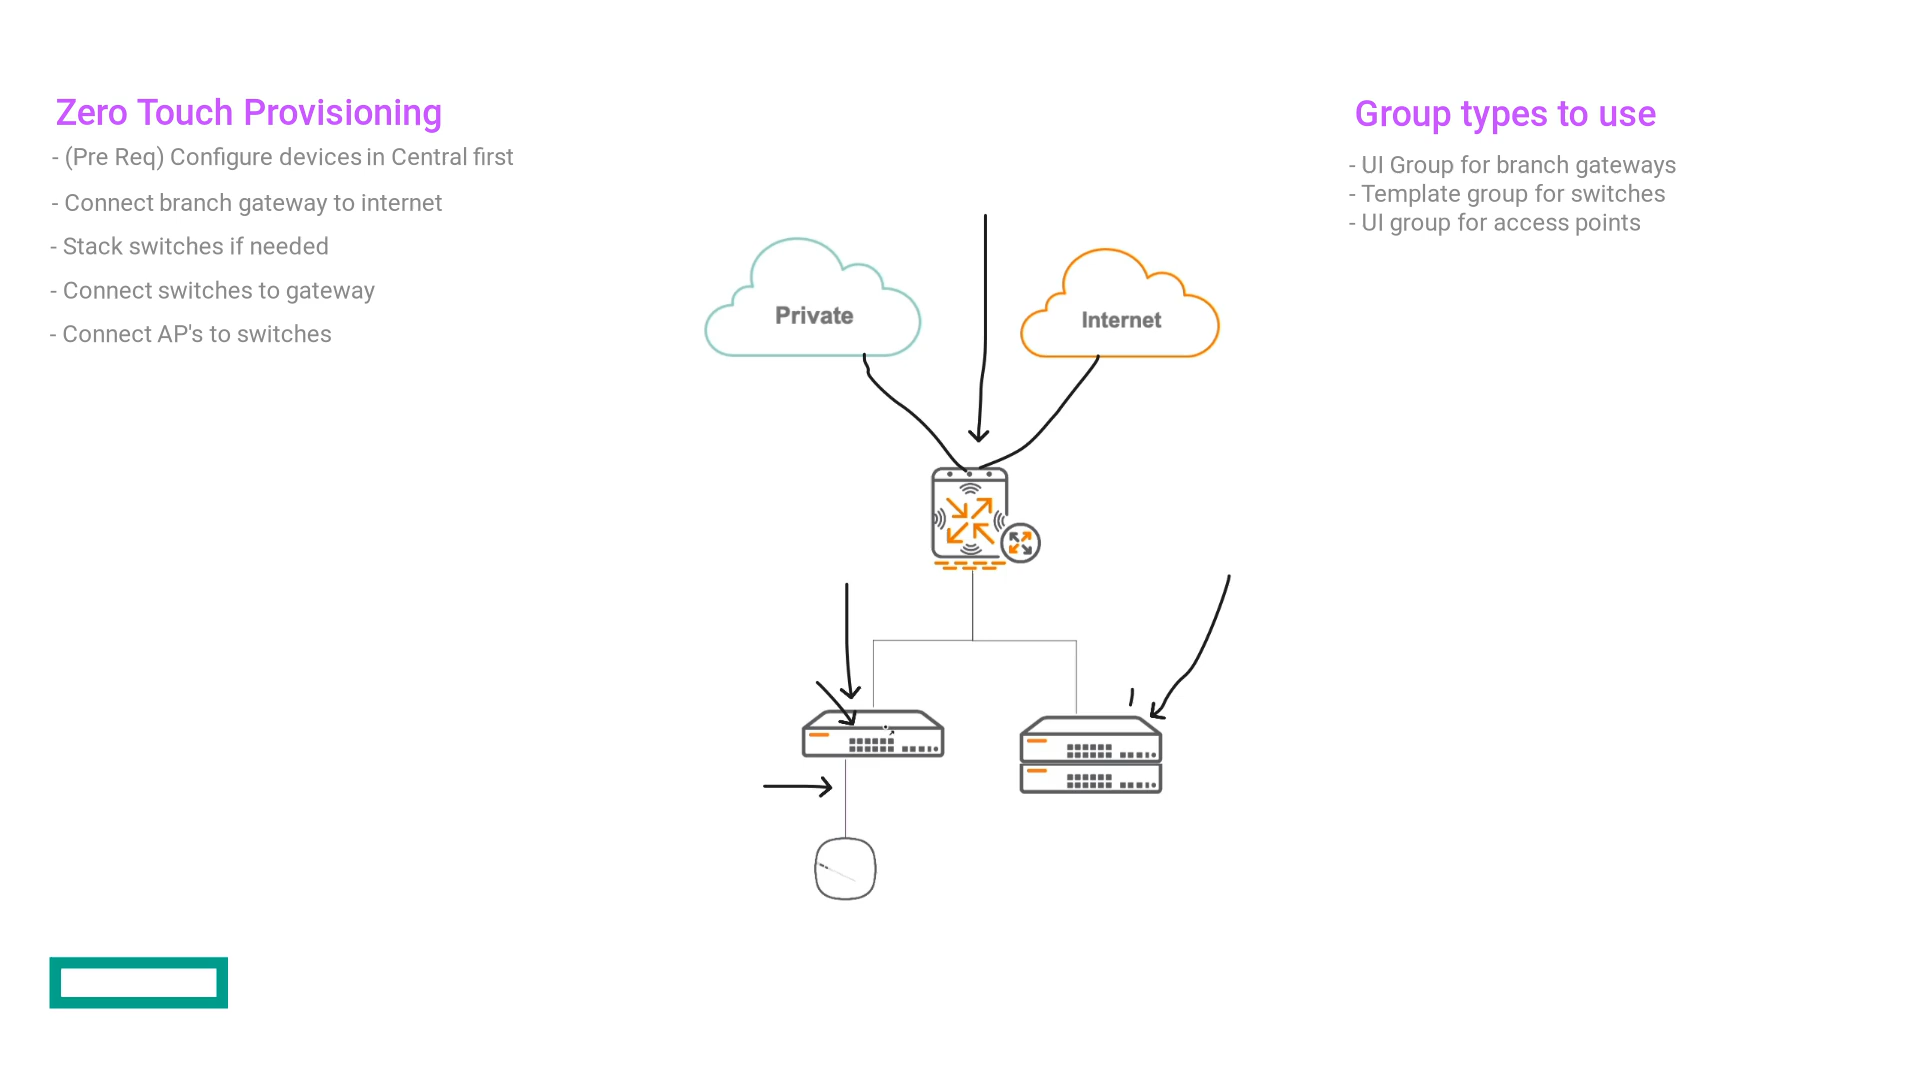 Zero Touch Provisioning
- (Pre Req) Configure devices in Central first
- Connect branch gateway to internet
- Stack switches if needed
- Connect switches to gateway
- Connect AP's to switches
Group types to use
- UI Group for branch gateways
- Template group for switches
- UI group for access points
Private
Internet